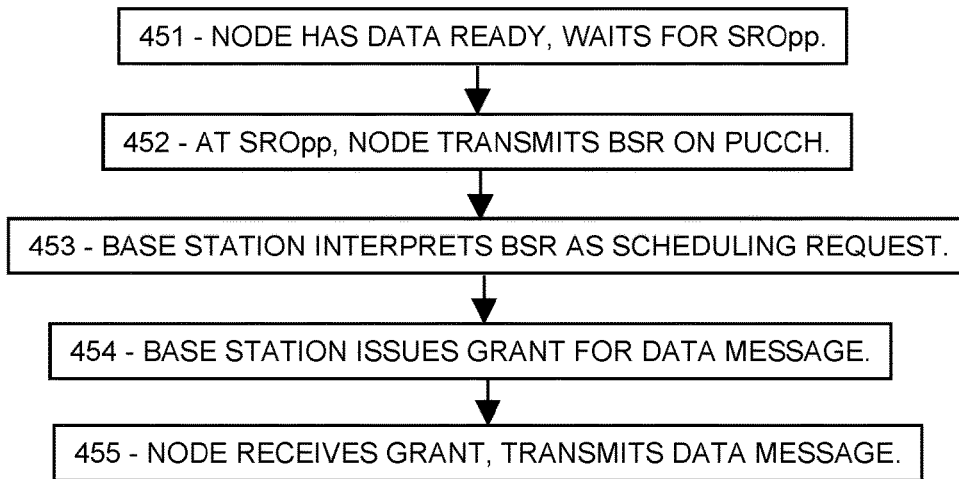 451 - NODE HAS DATA READY, WAITS FOR SROpp.
452 - AT SROpp, NODE TRANSMITS BSR ON PUCCH.
453 - BASE STATION INTERPRETS BSR AS SCHEDULING REQUEST.
454 - BASE STATION ISSUES GRANT FOR DATA MESSAGE.
455 - NODE RECEIVES GRANT, TRANSMITS DATA MESSAGE.